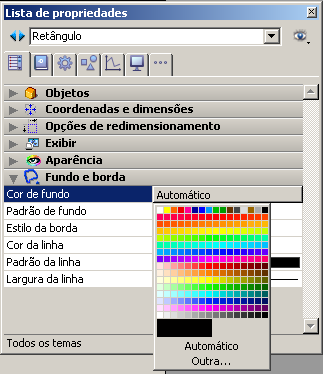 Lista de propriedades
Retângulo
Objetos
Coordenadas e dimensões
Opções de redimensionamento
Exibir
Aparência
Fundo e borda
Cor de fundo Automático
Padrão de fundo
Estilo da borda
Cor da linha
Padrão da linha
Largura da linha
Automático
Todos os temas
Outra...